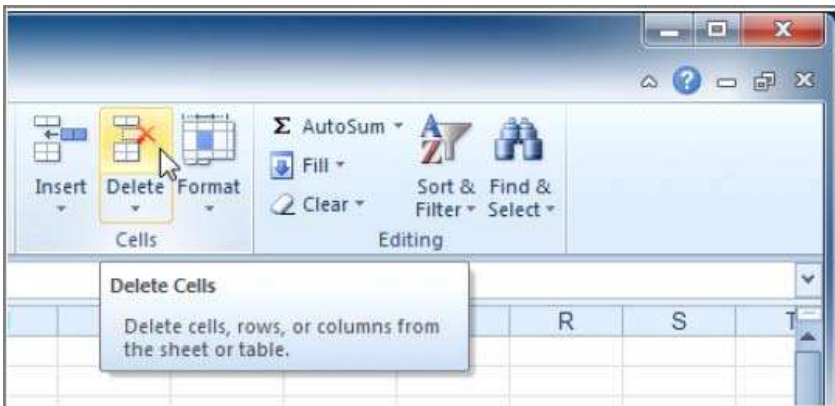 Σ AutoSum
Fill
Insert Delete Format
Clear
Sort & Filter
Find & Select
Cells
Editing
Delete Cells
Delete cells, rows, or columns from
the sheet or table.
R S T